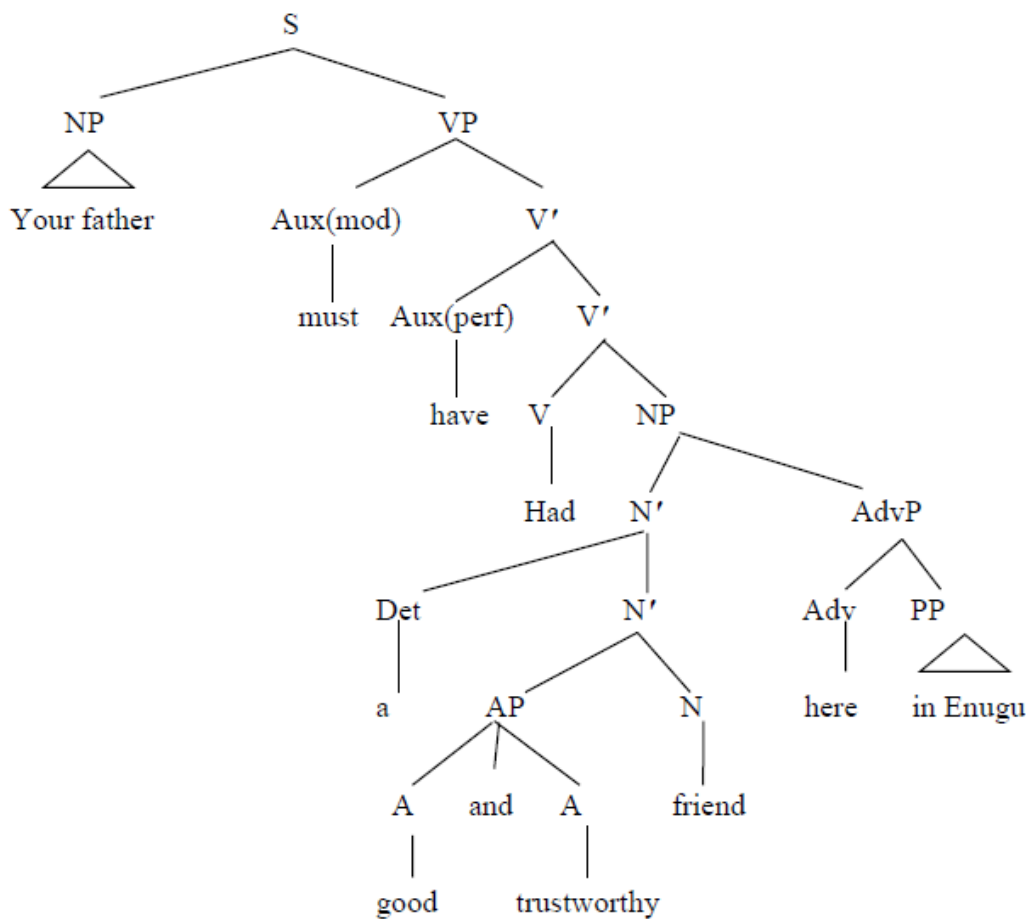 S
NP VP
Your father Aux(mod) V′
must Aux(perf) V′
have V NP
Had N′ AdvP
Det N′ Adv PP
a AP N here in Enugu
A and A friend
good trustworthy